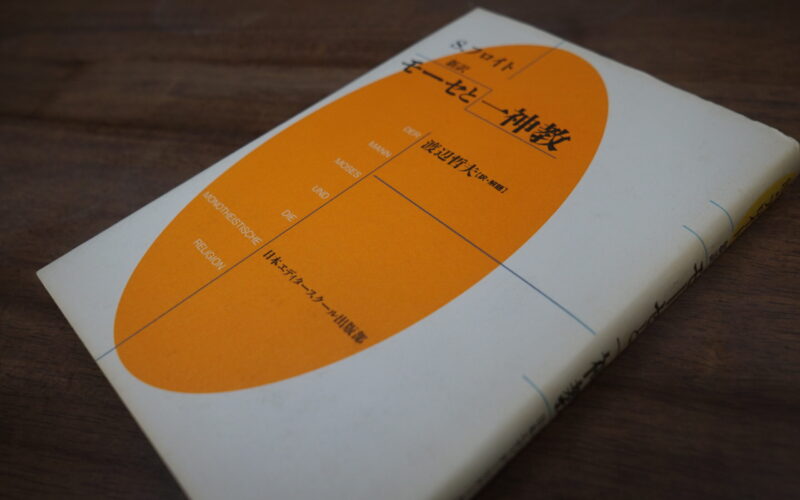 S.フロイト
新訳
モーセと一神教
渡辺哲夫[訳・解題]
DER
MANN
MOSES
UND
DIE
MONOTHEISTISCHE
RELIGION
日本エディタースクール出版部